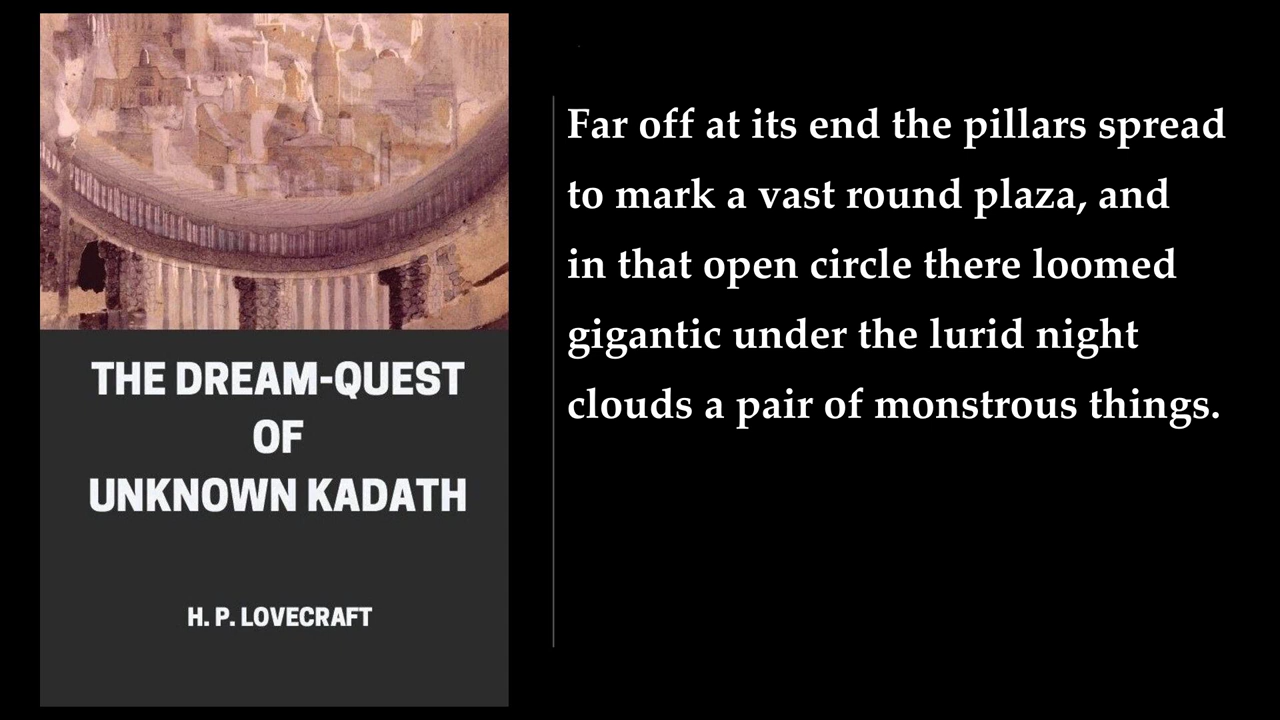 THE DREAM-QUEST
OF
UNKNOWN KADATH
H. P. LOVECRAFT
Far off at its end the pillars spread
to mark a vast round plaza, and
in that open circle there loomed
gigantic under the lurid night
clouds a pair of monstrous things.